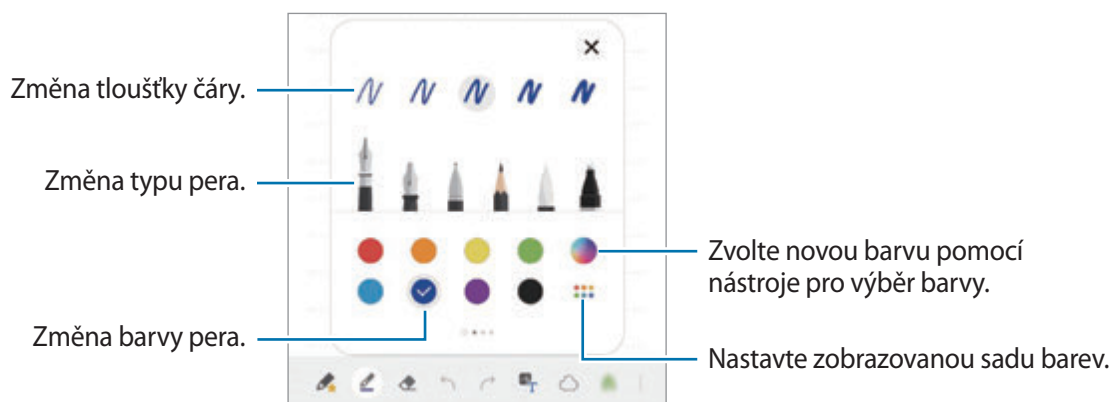 Změna tloušťky čáry.
Změna typu pera.
Zvolte novou barvu pomocí
nástroje pro výběr barvy.
Změna barvy pera.
Nastavte zobrazovanou sadu barev.